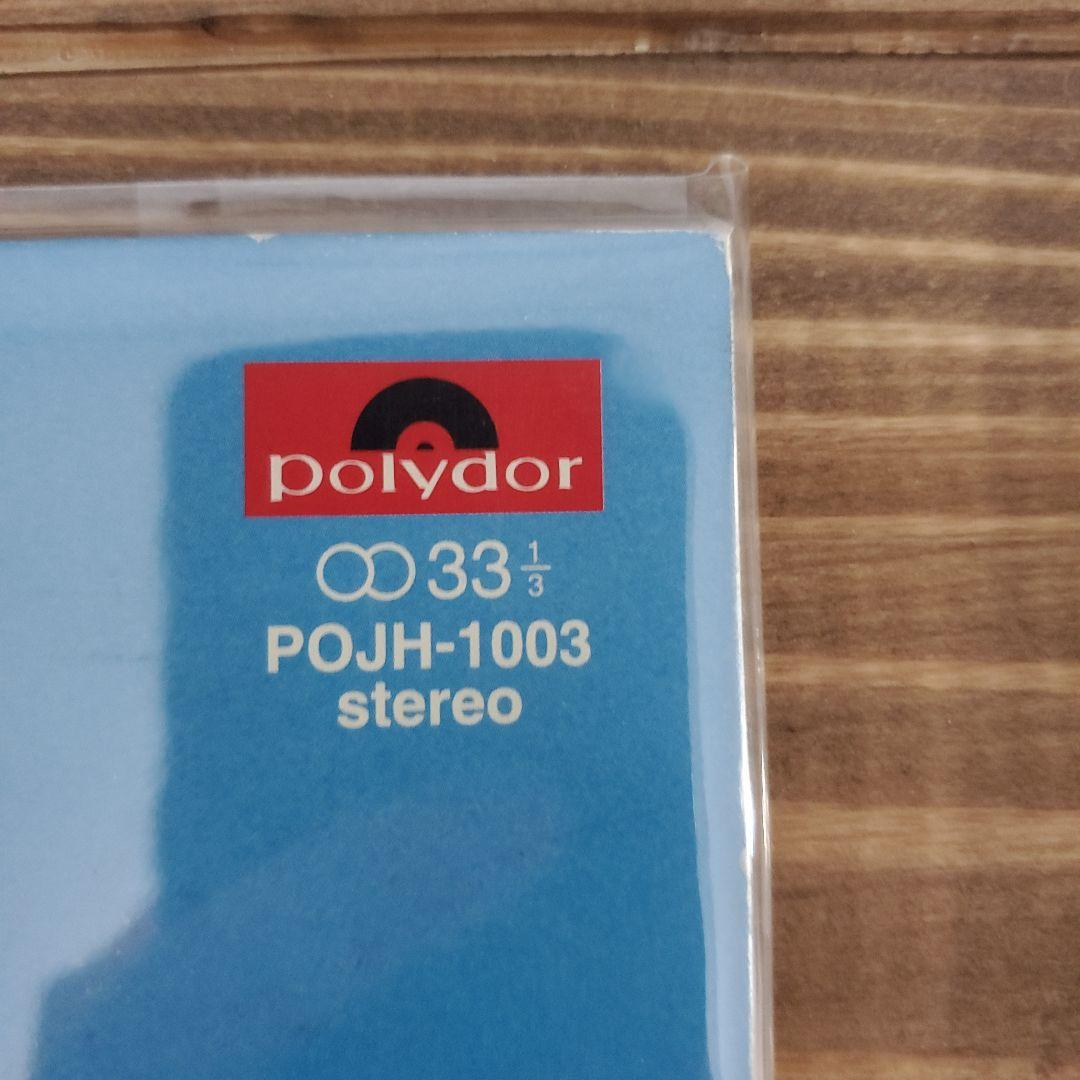 polydor
33 1/3
POJH-1003
stereo